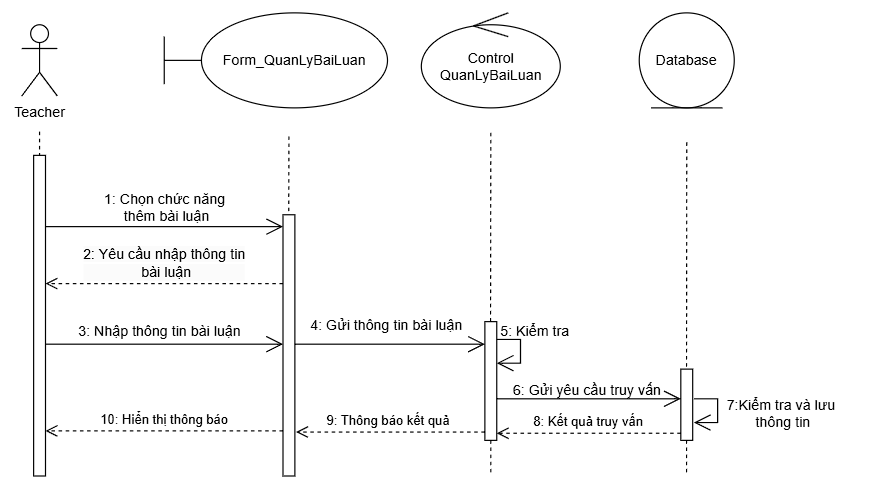 Form_QuanLyBaiLuan
Control
QuanLyBaiLuan
Database
Teacher
1: Chọn chức năng
thêm bài luận
2: Yêu cầu nhập thông tin
bài luận
3: Nhập thông tin bài luận
4: Gửi thông tin bài luận
5: Kiểm tra
6: Gửi yêu cầu truy vấn
7:Kiểm tra và lưu
thông tin
8: Kết quả truy vấn
9: Thông báo kết quả
10: Hiển thị thông báo